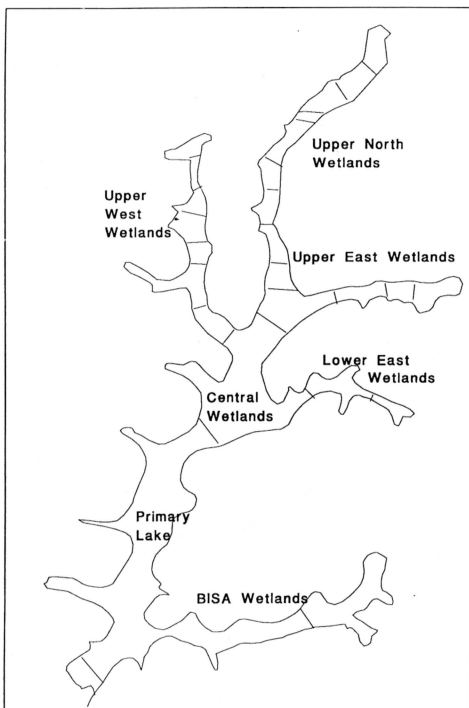 Upper North
Wetlands
Upper
West
Wetlands
Upper East Wetlands
Lower East
Wetlands
Central
Wetlands
Primary
Lake
BISA Wetlands